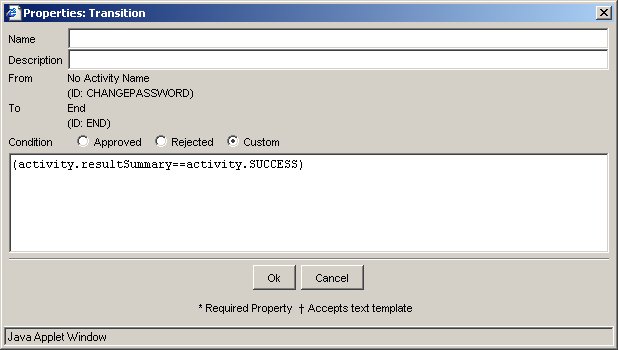 Properties: Transition
Name
Description
From No Activity Name
(ID: CHANGEPASSWORD)
To End
(ID: END)
Condition Approved Rejected Custom
(activity.resultSummary==activity.SUCCESS)
Ok Cancel
* Required Property † Accepts text template
Java Applet Window